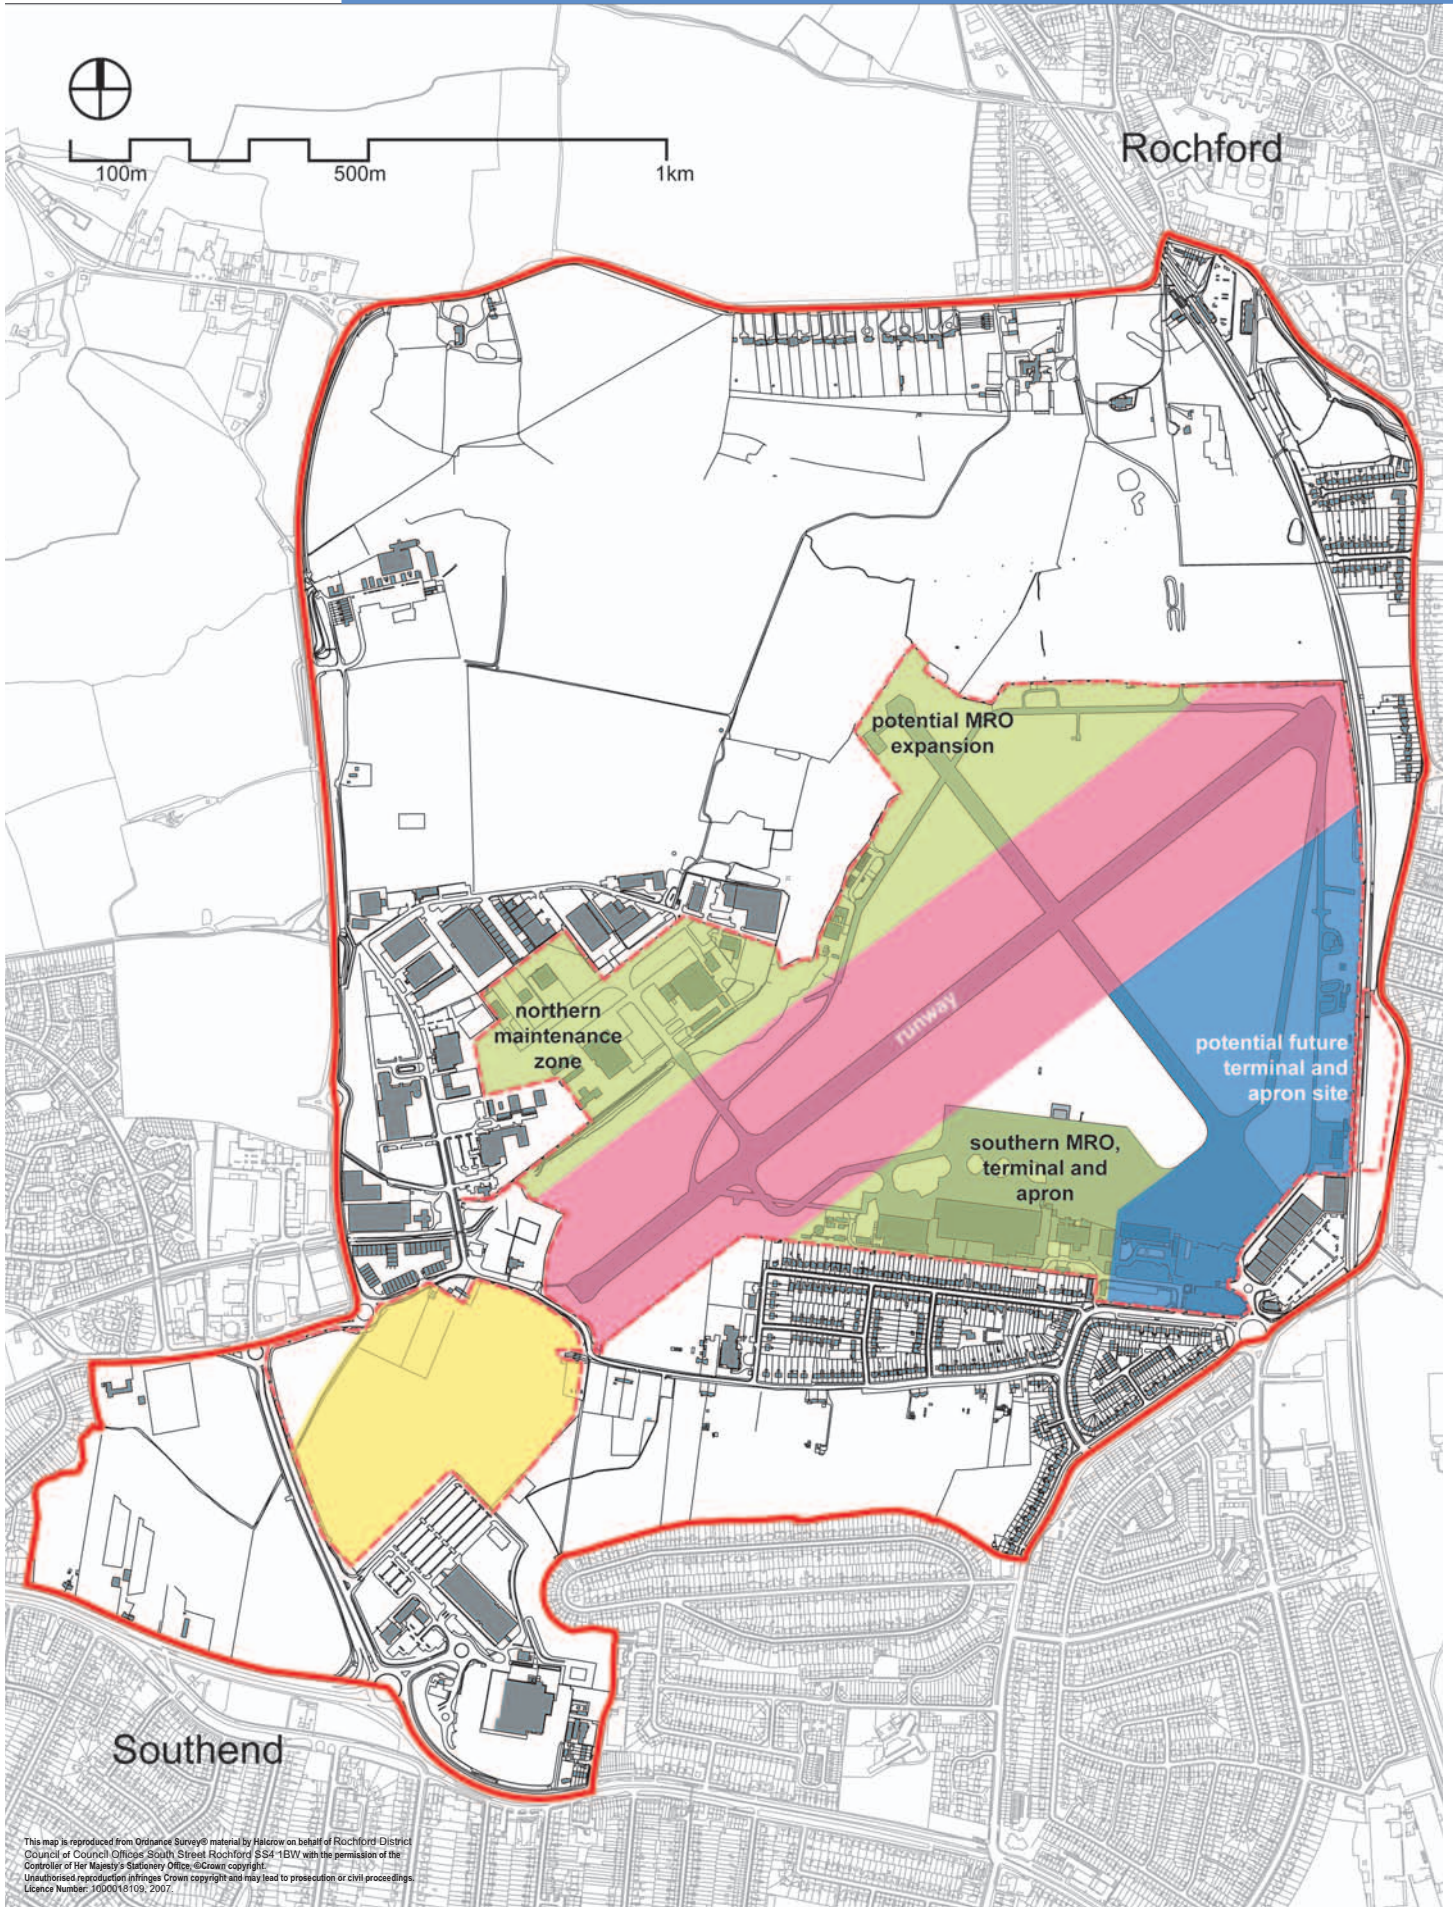 Rochford
100m 500m 1km
potential MRO
expansion
northern
maintenance
zone
runway
potential future
terminal and
apron site
southern MRO,
terminal and
apron
Southend
This map is reproduced from Ordnance Survey® material by Halcrow on behalf of Rochford District
Council of Council Offices South Street Rochford SS4 1BW with the permission of the
Controller of Her Majesty's Stationery Office, ©Crown copyright.
Unauthorised reproduction infringes Crown copyright and may lead to prosecution or civil proceedings.
Licence Number: 1000018109, 2007.